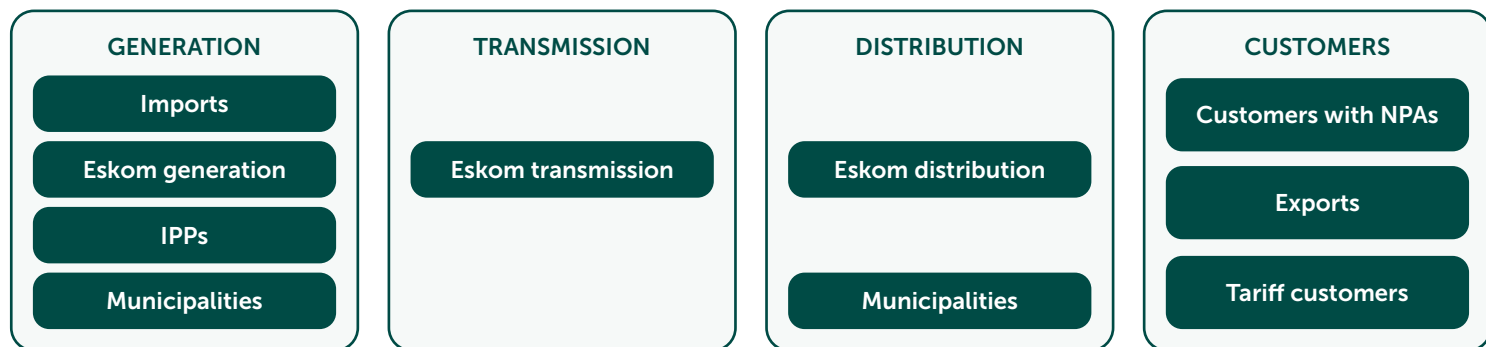 GENERATION
Imports
Eskom generation
IPPs
Municipalities
TRANSMISSION
Eskom transmission
DISTRIBUTION
Eskom distribution
Municipalities
CUSTOMERS
Customers with NPAs
Exports
Tariff customers